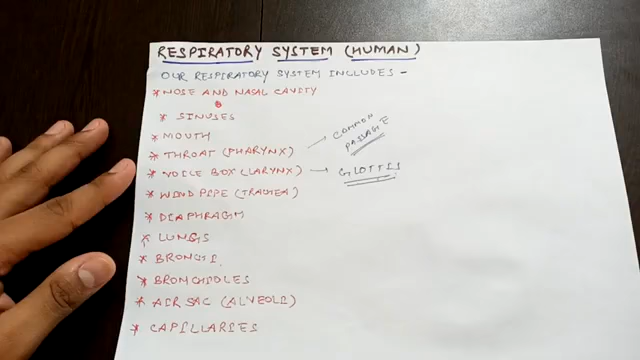 RESPIRATORY SYSTEM (HUMAN)
OUR RESPIRATORY SYSTEM INCLUDES -
* NOSE AND NASAL CAVITY
* SINUSES
* MOUTH
* THROAT (PHARYNX) → COMMON PASSAGE
* VOICE BOX (LARYNX) → GLOTTIS
* WIND PIPE (TRACHEA)
* DIAPHRAGM
* LUNGS
* BRONCHI
* BRONCHIOLES
* AIR SAC (ALVEOLI)
* CAPILLARIES